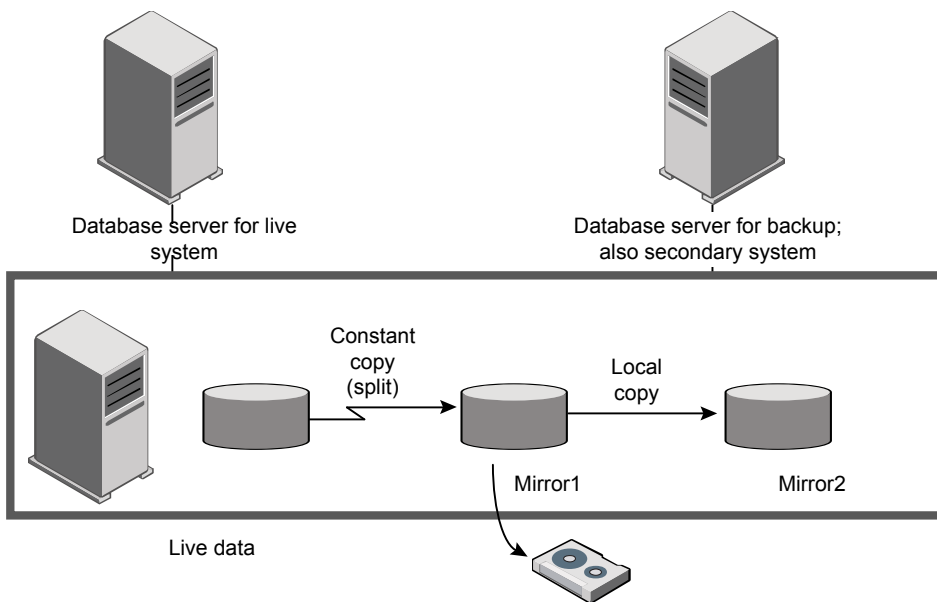 Database server for live
system
Database server for backup;
also secondary system
Constant
copy
(split)
Local
copy
Mirror1
Mirror2
Live data